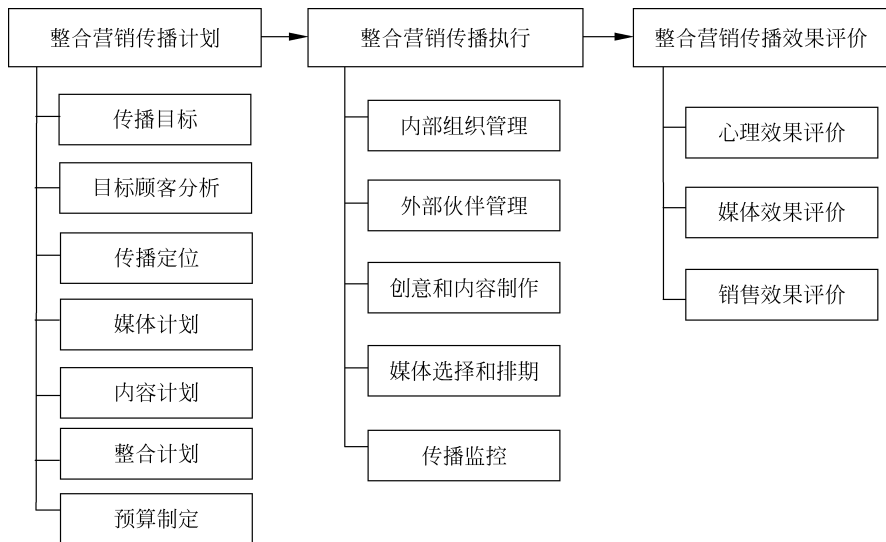 整合营销传播计划
传播目标
目标顾客分析
传播定位
媒体计划
内容计划
整合计划
预算制定
整合营销传播执行
内部组织管理
外部伙伴管理
创意和内容制作
媒体选择和排期
传播监控
整合营销传播效果评价
心理效果评价
媒体效果评价
销售效果评价